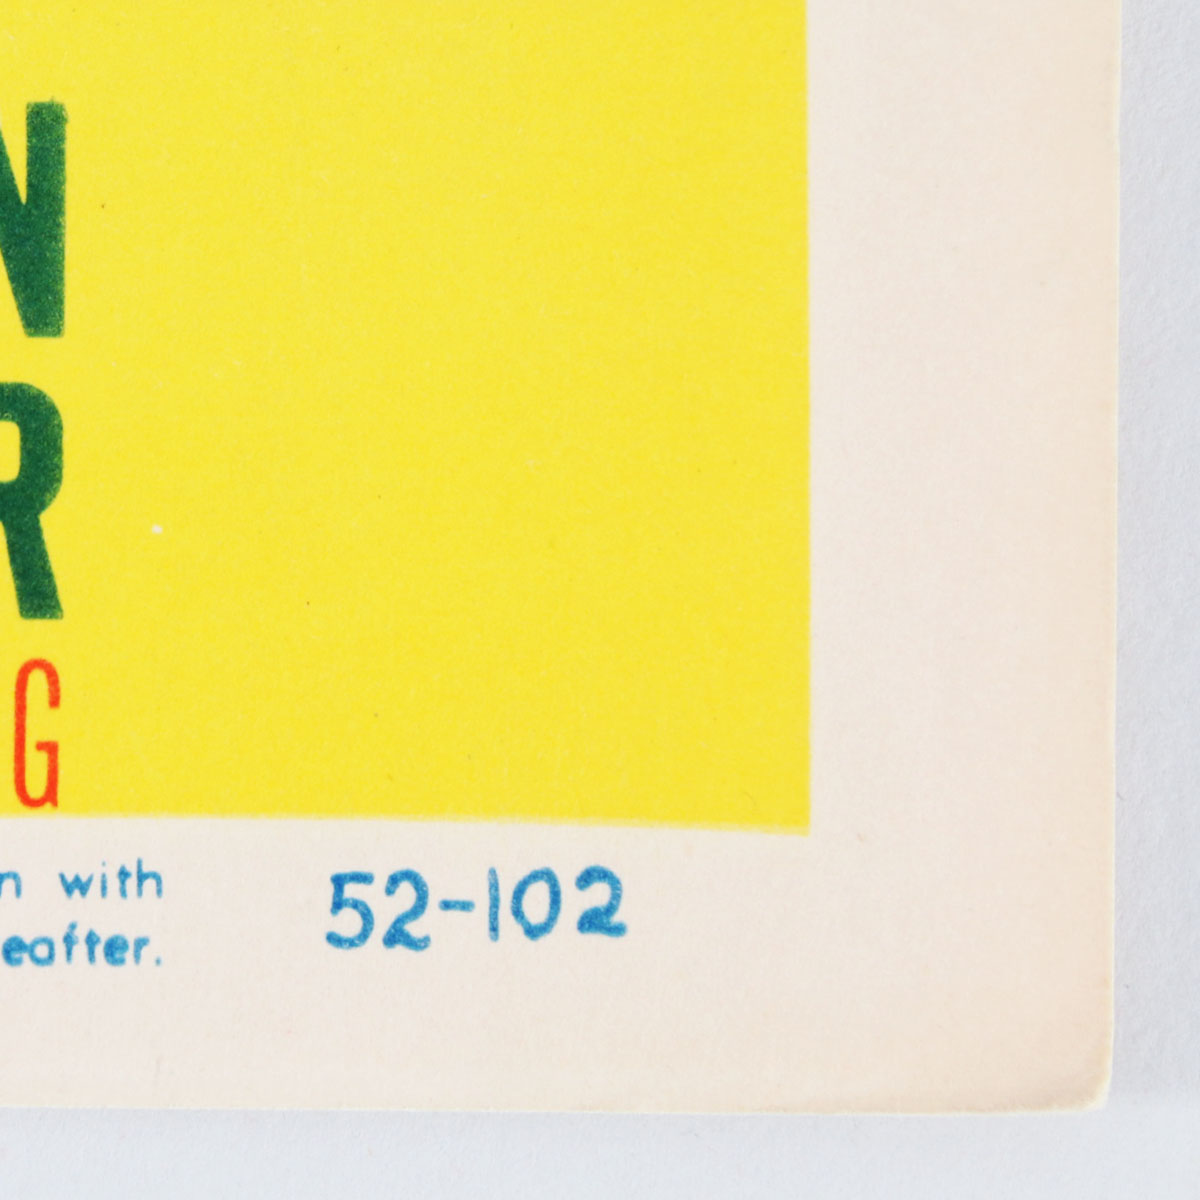 N
R
G
n with
eafter.
52-102